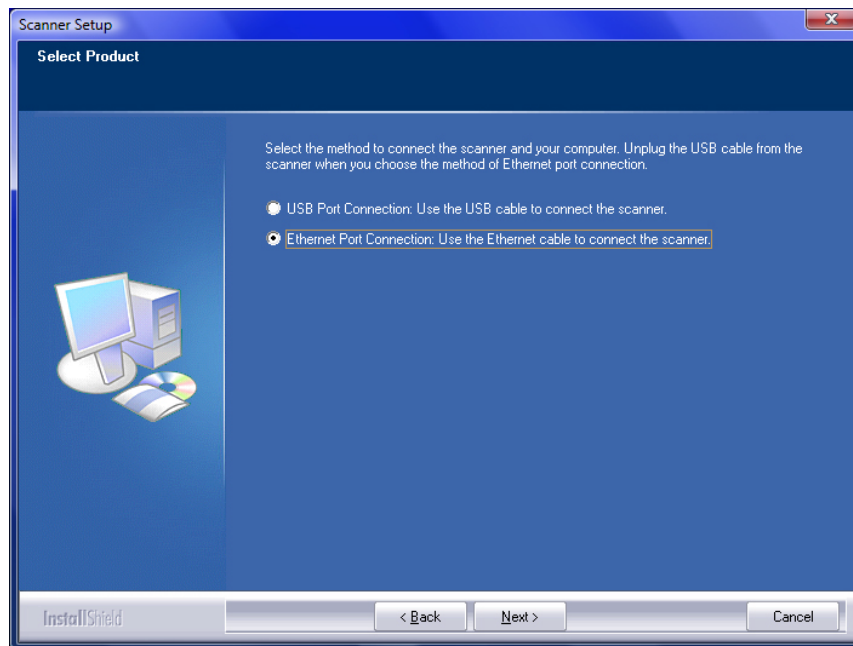 Scanner Setup
Select Product
Select the method to connect the scanner and your computer. Unplug the USB cable from the
scanner when you choose the method of Ethernet port connection.
USB Port Connection: Use the USB cable to connect the scanner.
Ethernet Port Connection: Use the Ethernet cable to connect the scanner.
InstallShield
< Back
Next >
Cancel